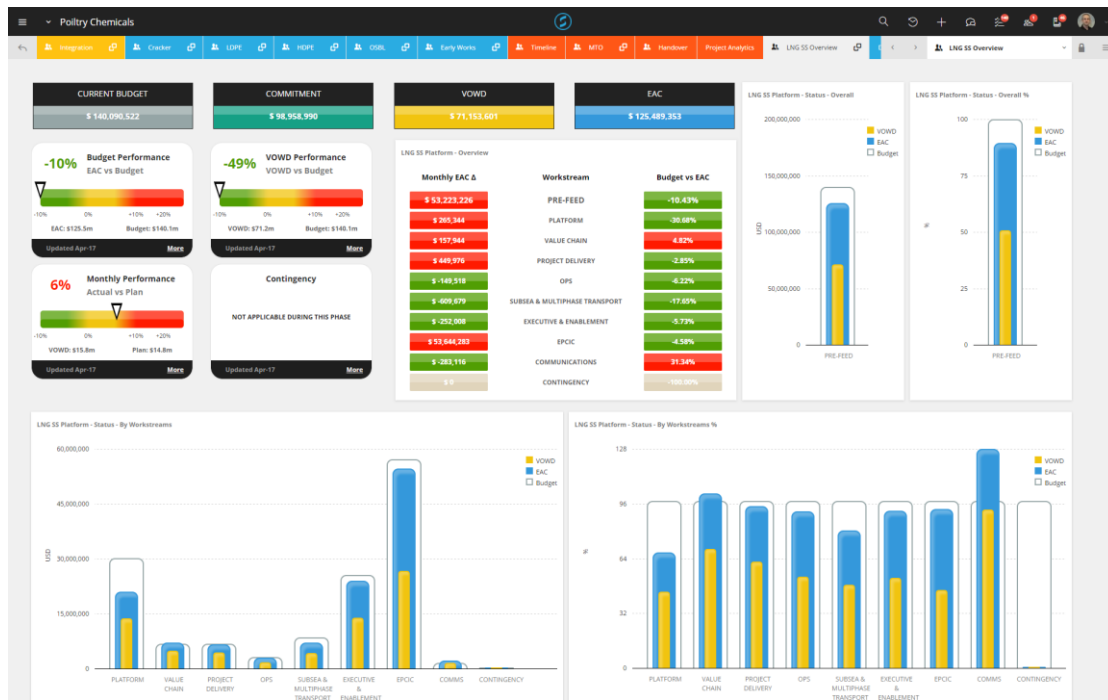 Poiltry Chemicals
Integration
Cracker
LDPE
HDPE
OSBL
Early Works
Timeline
MTO
Handover
Project Analytics
LNG SS Overview
LNG SS Overview
CURRENT BUDGET
$ 140,090,522
COMMITMENT
$ 98,958,990
VOWD
$ 71,153,601
EAC
$ 125,489,353
-10%
Budget Performance
EAC vs Budget
-10% 0% +10% +20%
EAC: $125.5m Budget: $140.1m
Updated Apr-17 More
-49%
VOWD Performance
VOWD vs Budget
-10% 0% +10% +20%
VOWD: $71.2m Budget: $140.1m
Updated Apr-17 More
6%
Monthly Performance
Actual vs Plan
-10% 0% +10% +20%
VOWD: $15.8m Plan: $14.8m
Updated Apr-17 More
Contingency
NOT APPLICABLE DURING THIS PHASE
Updated Apr-17 More
LNG SS Platform - Overview
Monthly EAC Δ Workstream Budget vs EAC
$ 53,223,226 PRE-FEED -10.43%
$ 265,344 PLATFORM -30.68%
$ 157,944 VALUE CHAIN 4.82%
$ 449,976 PROJECT DELIVERY -2.85%
$ -149,518 OPS -6.22%
$ -609,679 SUBSEA & MULTIPHASE TRANSPORT -17.65%
$ -252,008 EXECUTIVE & ENABLEMENT -5.73%
$ 53,644,283 EPCIC -4.58%
$ -283,116 COMMUNICATIONS 31.34%
$ 0 CONTINGENCY -100.00%
LNG SS Platform - Status - Overall
200,000,000
150,000,000
100,000,000
50,000,000
0
USD
VOWD
EAC
Budget
PRE-FEED
LNG SS Platform - Status - Overall %
100
75
50
25
0
%
VOWD
EAC
Budget
PRE-FEED
LNG SS Platform - Status - By Workstreams
60,000,000
45,000,000
30,000,000
15,000,000
0
USD
VOWD
EAC
Budget
PLATFORM
VALUE
CHAIN
PROJECT
DELIVERY
OPS
SUBSEA &
MULTIPHASE
TRANSPORT
EXECUTIVE
&
ENABLEMENT
EPCIC
COMMS
CONTINGENCY
LNG SS Platform - Status - By Workstreams %
128
96
64
32
0
%
VOWD
EAC
Budget
PLATFORM
VALUE
CHAIN
PROJECT
DELIVERY
OPS
SUBSEA &
MULTIPHASE
TRANSPORT
EXECUTIVE
&
ENABLEMENT
EPCIC
COMMS
CONTINGENCY